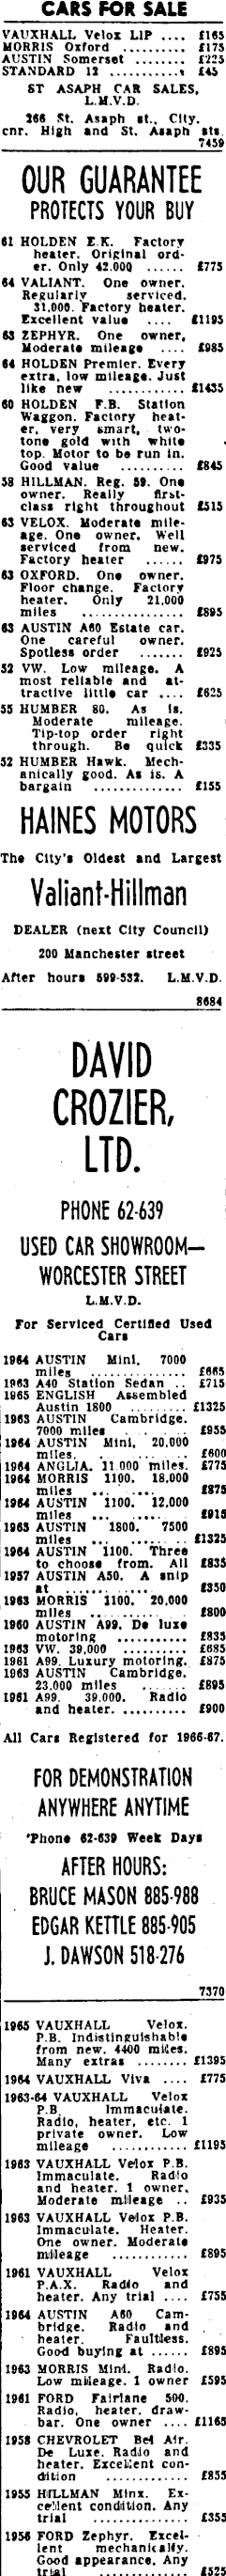 CARS FOR SALE
VAUXHALL Velox LIP .... £165
MORRIS Oxford .......... £175
AUSTIN Somerset ........ £225
STANDARD 12 ........... £45
ST ASAPH CAR SALES,
L.M.V.D.
266 St. Asaph st., City.
cnr. High and St. Asaph sts.
7459
OUR GUARANTEE
PROTECTS YOUR BUY
61 HOLDEN E.K. Factory
heater. Original ord-
er. Only 42.000 ...... £775
64 VALIANT. One owner.
Regularly serviced.
31,000. Factory heater.
Excellent value .... £1195
63 ZEPHYR. One owner,
Moderate mileage .... £985
64 HOLDEN Premier. Every
extra, low mileage. Just
like new ............ £1435
60 HOLDEN F.B. Station
Waggon. Factory heat-
er, very smart, two-
tone gold with white
top. Motor to be run in.
Good value .......... £845
58 HILLMAN. Reg. 59. One
owner. Really first-
class right throughout £515
63 VELOX. Moderate mile-
age. One owner. Well
serviced from new.
Factory heater ...... £975
63 OXFORD. One owner.
Floor change. Factory
heater. Only 21,000
miles ................ £895
63 AUSTIN A60 Estate car.
One careful owner.
Spotless order ....... £925
52 VW. Low mileage. A
most reliable and at-
tractive little car .... £625
55 HUMBER 80. As is.
Moderate mileage.
Tip-top order right
through. Be quick £335
52 HUMBER Hawk. Mech-
anically good. As is. A
bargain .............. £155
HAINES MOTORS
The City's Oldest and Largest
Valiant-Hillman
DEALER (next City Council)
200 Manchester street
After hours 599-532. L.M.V.D.
8684
DAVID
CROZIER,
LTD.
PHONE 62-639
USED CAR SHOWROOM—
WORCESTER STREET
L.M.V.D.
For Serviced Certified Used
Cars
1964 AUSTIN Mini, 7000
miles ................ £665
1963 A40 Station Sedan .. £715
1965 ENGLISH Assembled
Austin 1800 ........ £1325
1963 AUSTIN Cambridge.
7000 miles . . . . £955
1964 AUSTIN Mini, 20,000
miles. ............... £600
1964 ANGLIA. 11 000 miles. £775
1964 MORRIS 1100. 18,000
miles ... ..... £875
1964 AUSTIN 1100. 12,000
miles .... ..... £915
1965 AUSTIN 1800. 7500
miles ... ........ £1325
1964 AUSTIN 1100. Three
to choose from. All £835
1957 AUSTIN A50. A snip
at ...... ..... £350
1963 MORRIS 1100. 20,000
miles .............. £800
1960 AUSTIN A99. De luxe
motoring ........... £835
1963 VW. 39,000 .......... £685
1961 A99. Luxury motoring. £875
1963 AUSTIN Cambridge.
23.000 miles ...... £895
1961 A99. 39.000. Radio
and heater. .......... £900
All Cars Registered for 1966-67.
FOR DEMONSTRATION
ANYWHERE ANYTIME
'Phone 62-639 Week Days
AFTER HOURS:
BRUCE MASON 885-988
EDGAR KETTLE 885-905
J. DAWSON 518-276
7370
1965 VAUXHALL Velox.
P.B. Indistinguishable
from new. 4400 miles.
Many extras ........ £1395
1964 VAUXHALL Viva .... £775
1963-64 VAUXHALL Velox
P.B. Immaculate.
Radio, heater, etc. 1
private owner. Low
mileage ............ £1195
1963 VAUXHALL Velox P.B.
Immaculate. Radio
and heater. 1 owner.
Moderate mileage .. £935
1963 VAUXHALL Velox P.B.
Immaculate. Heater.
One owner. Moderate
mileage ............ £895
1961 VAUXHALL Velox
P.A.X. Radio and
heater. Any trial .... £755
1964 AUSTIN A60 Cam-
bridge. Radio and
heater. Faultless.
Good buying at ...... £895
1963 MORRIS Mini. Radio.
Low mileage. 1 owner £595
1961 FORD Fairlane 500.
Radio, heater, draw-
bar. One owner .... £1165
1958 CHEVROLET Bel Air.
De Luxe. Radio and
heater. Excellent con-
dition .............. £855
1955 HILLMAN Minx. Ex-
cellent condition. Any
trial ................ £355
1956 FORD Zephyr. Excel-
lent mechanically.
Good appearance. Any
trial ................ £525